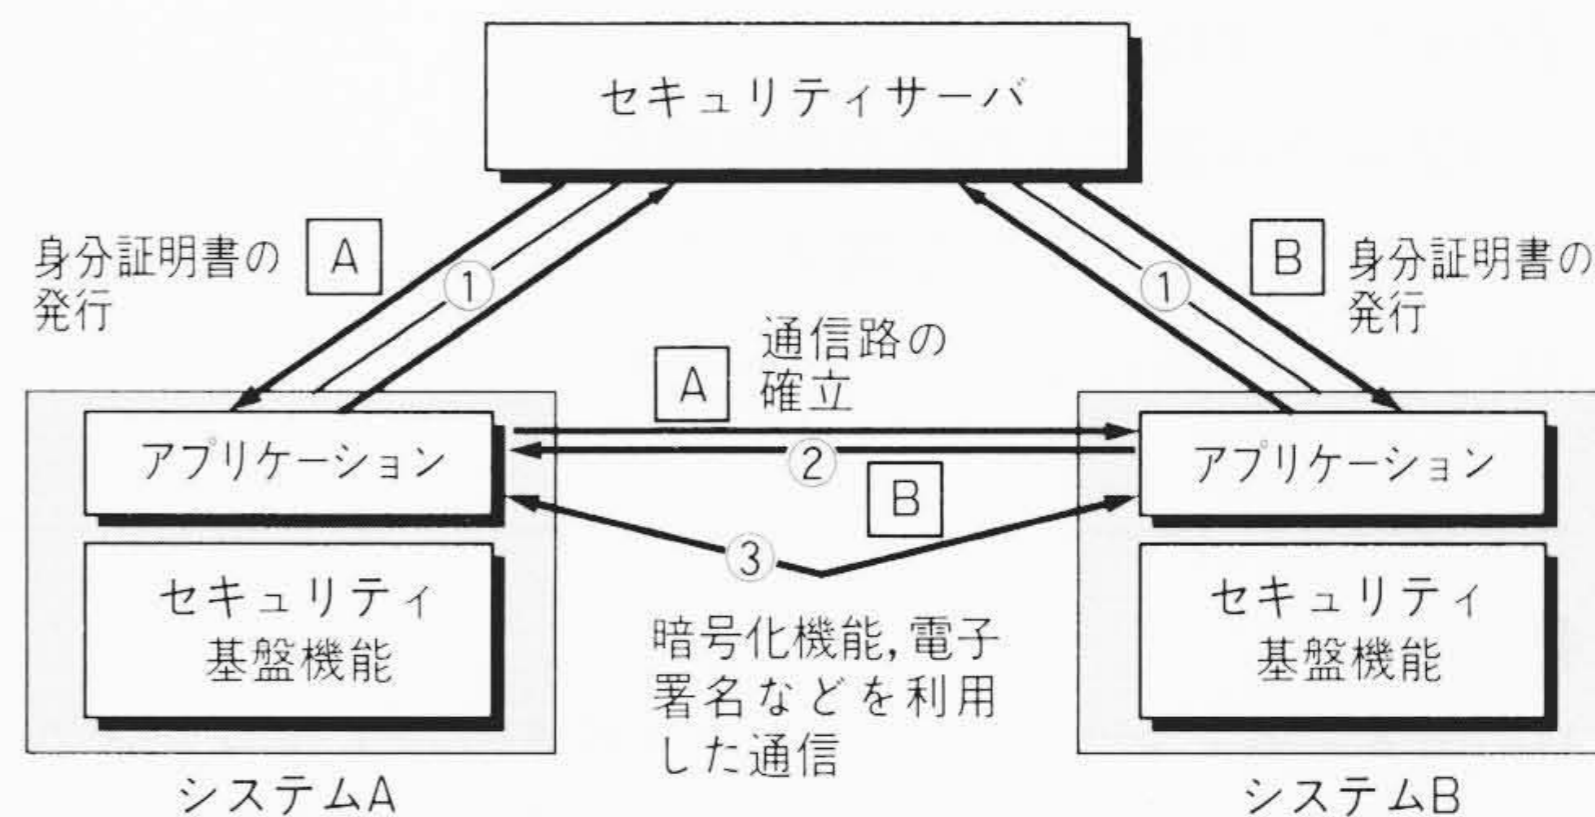 セキュリティサーバ
身分証明書の
発行
A
①
①
B
身分証明書の
発行
A
通信路の
確立
アプリケーション
②
B
アプリケーション
③
セキュリティ
基盤機能
暗号化機能,電子
署名などを利用
した通信
セキュリティ
基盤機能
システムA
システムB